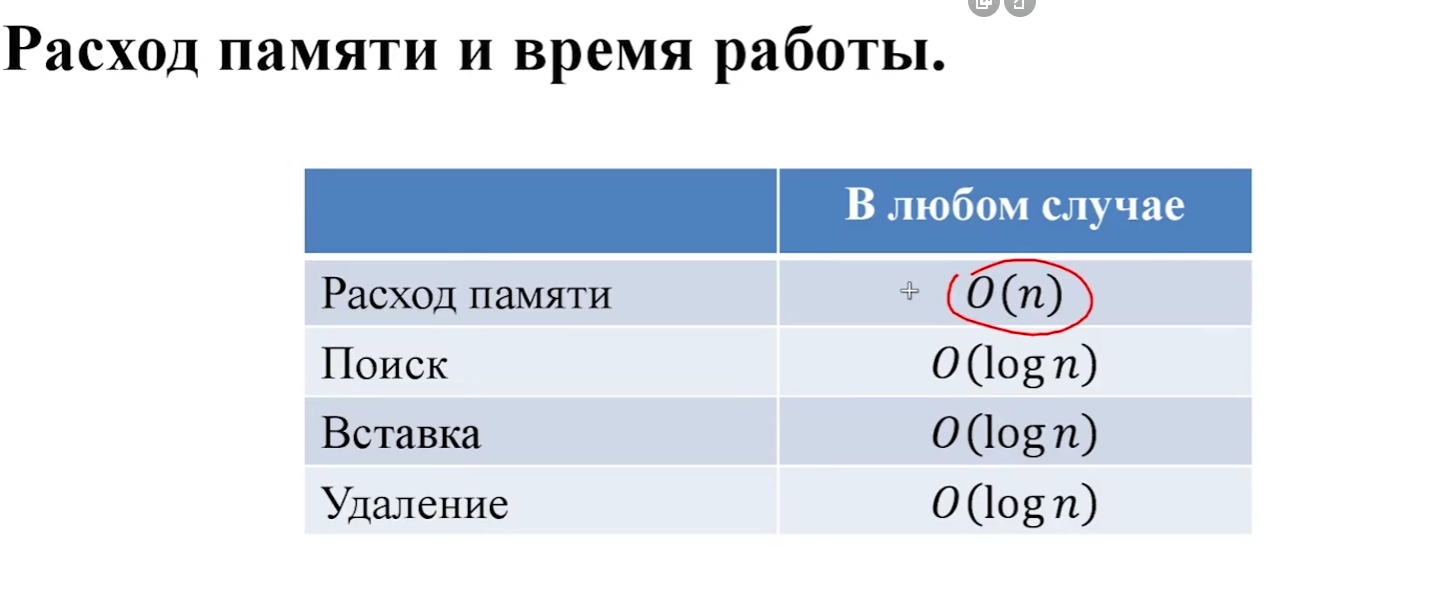 Расход памяти и время работы.
В любом случае
Расход памяти O(n)
Поиск O(log n)
Вставка O(log n)
Удаление O(log n)